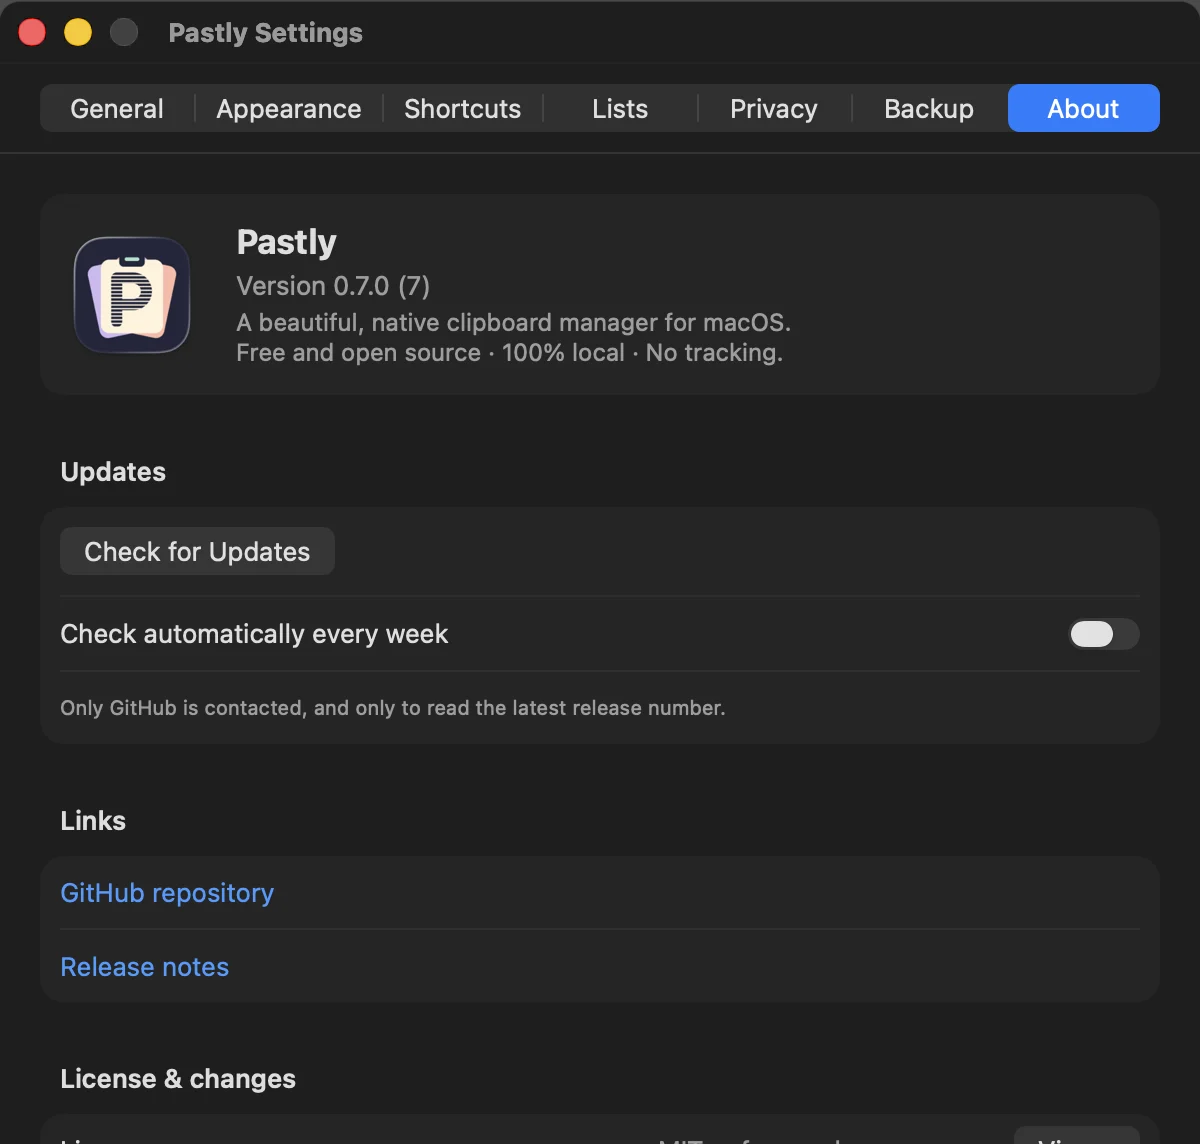 Pastly Settings
General
Appearance
Shortcuts
Lists
Privacy
Backup
About
P
Pastly
Version 0.7.0 (7)
A beautiful, native clipboard manager for macOS.
Free and open source · 100% local · No tracking.
Updates
Check for Updates
Check automatically every week
Only GitHub is contacted, and only to read the latest release number.
Links
GitHub repository
Release notes
License & changes